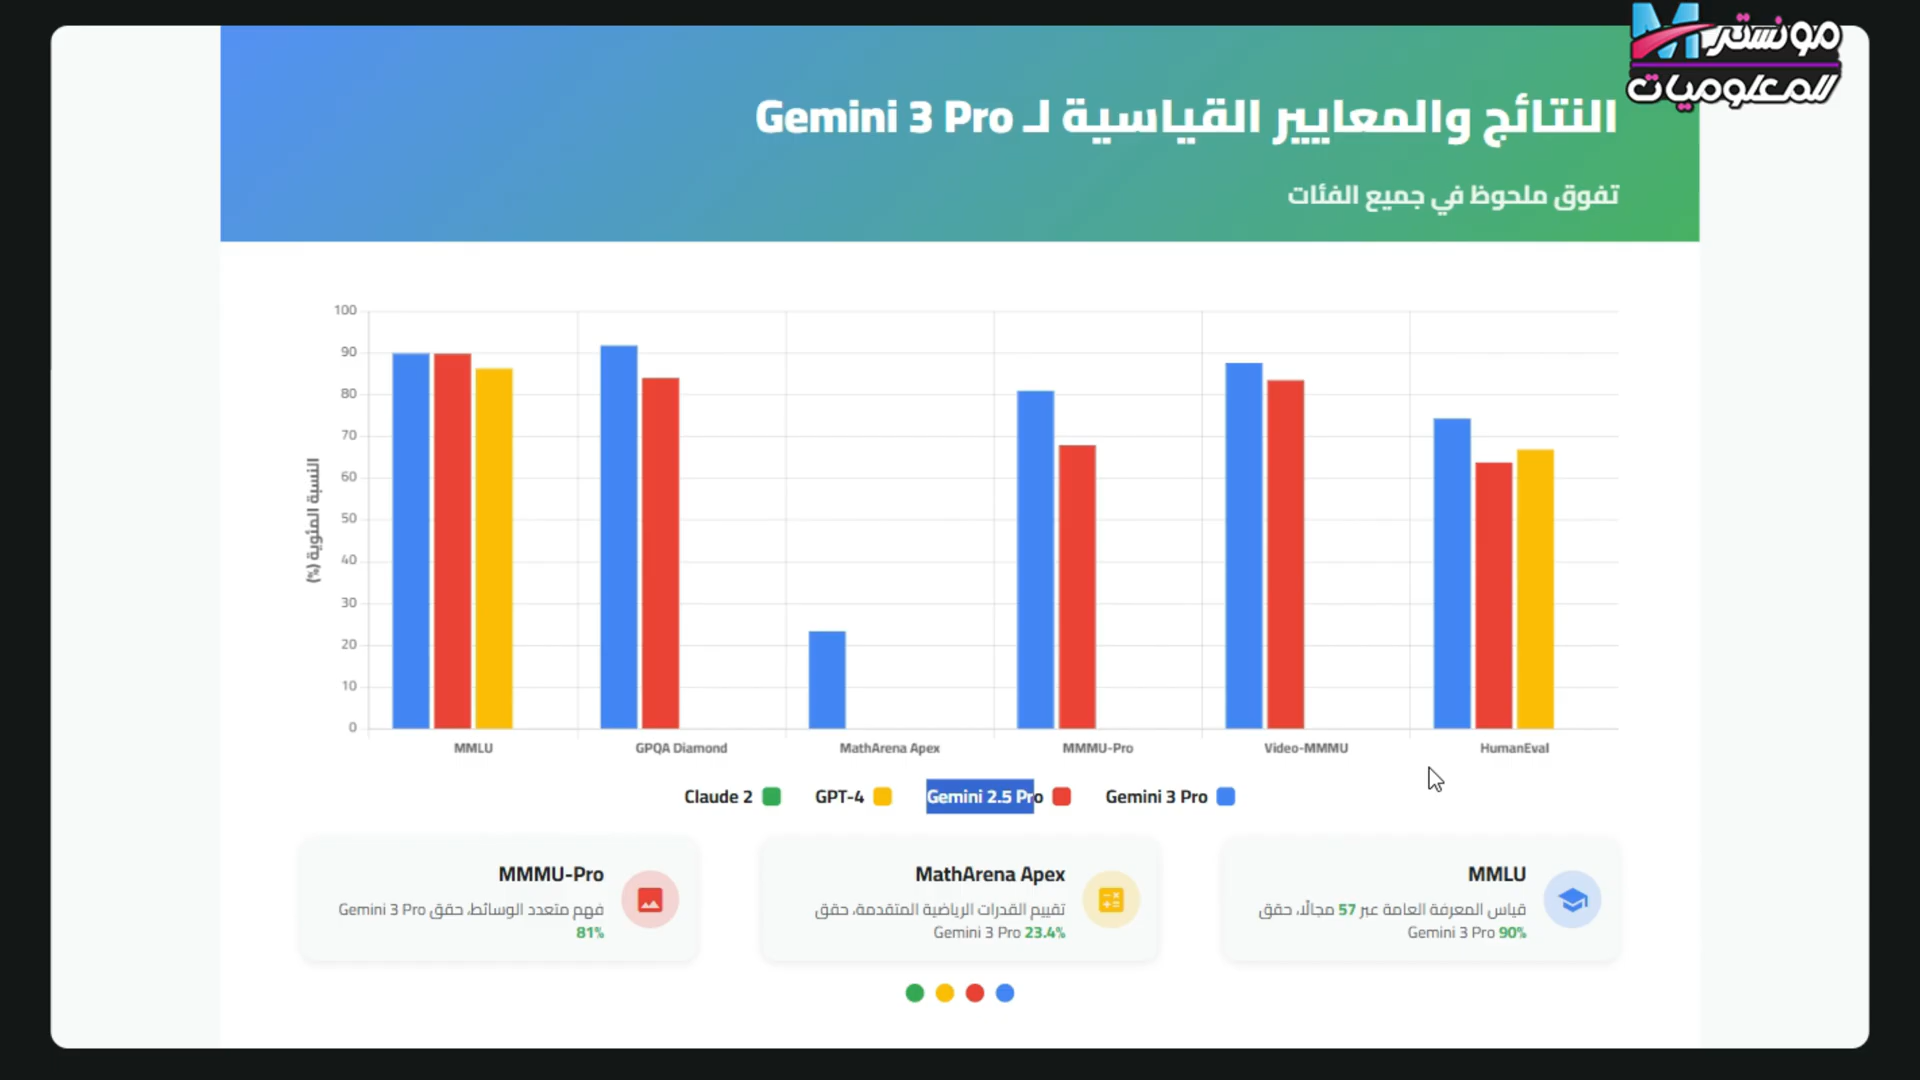 مونستر
للمعلوميات
النتائج والمعايير القياسية لـ Gemini 3 Pro
تفوق ملحوظ في جميع الفئات
النسبة المئوية (%)
100
90
80
70
60
50
40
30
20
10
0
MMLU
GPQA Diamond
MathArena Apex
MMMU-Pro
Video-MMMU
HumanEval
Claude 2
GPT-4
Gemini 2.5 Pro
Gemini 3 Pro
MMLU
قياس المعرفة العامة عبر 57 مجالًا، حقق
Gemini 3 Pro 90%
MathArena Apex
تقييم القدرات الرياضية المتقدمة، حقق
Gemini 3 Pro 23.4%
MMMU-Pro
فهم متعدد الوسائط، حقق Gemini 3 Pro
81%